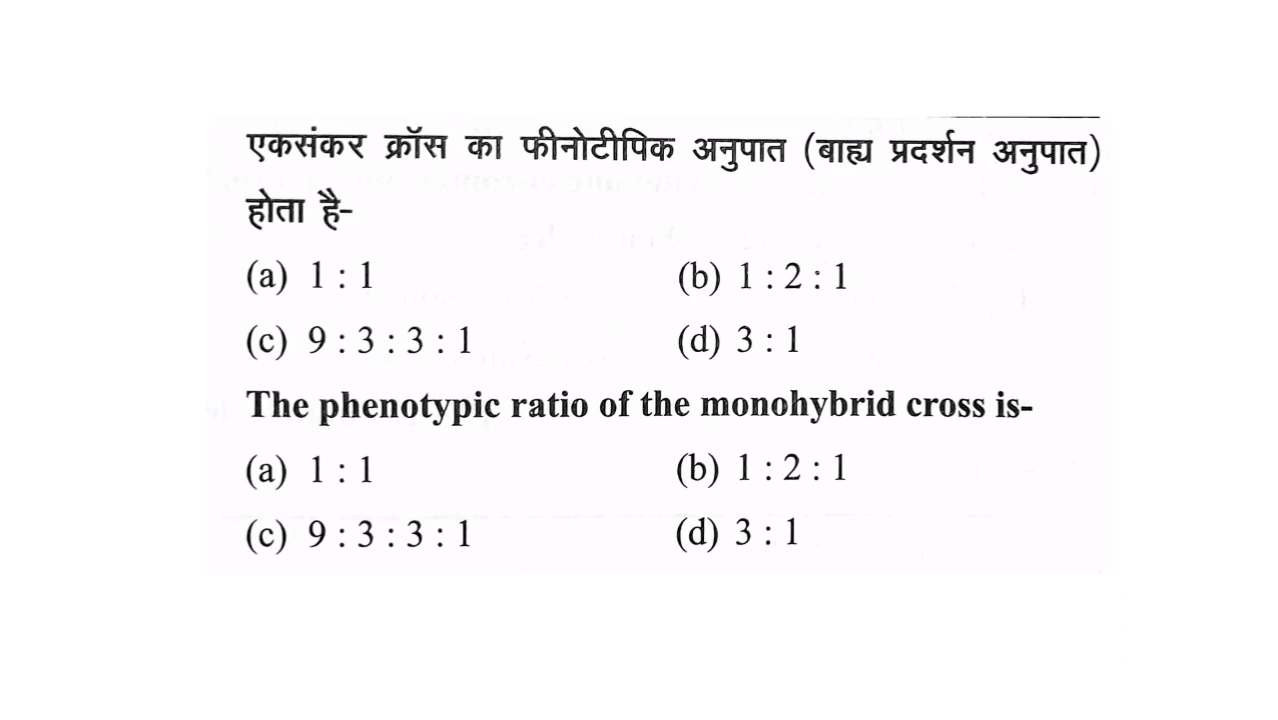 एकसंकर क्रॉस का फीनोटीपिक अनुपात (बाह्य प्रदर्शन अनुपात)
होता है-
(a) 1 : 1 (b) 1 : 2 : 1
(c) 9 : 3 : 3 : 1 (d) 3 : 1
The phenotypic ratio of the monohybrid cross is-
(a) 1 : 1 (b) 1 : 2 : 1
(c) 9 : 3 : 3 : 1 (d) 3 : 1